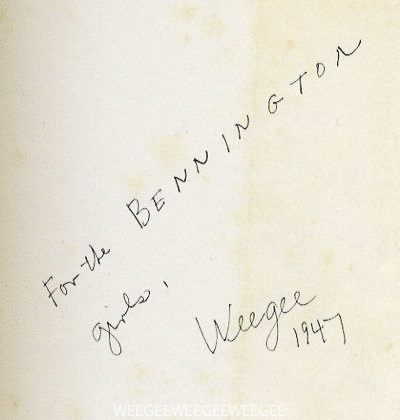 For the BENNINGTON
girls,
Weegee
1947
WEEGEEWEEGEEWEEGEE